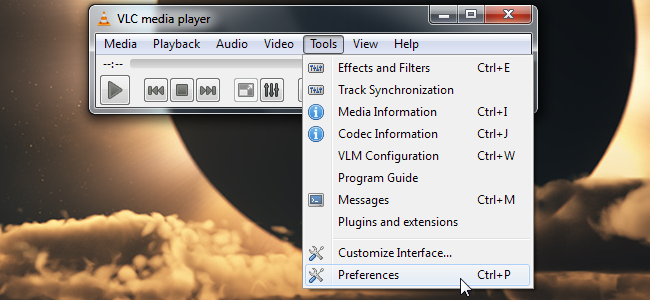 VLC media player
Media Playback Audio Video Tools View Help
--:--
Effects and Filters Ctrl+E
Track Synchronization
Media Information Ctrl+I
Codec Information Ctrl+J
VLM Configuration Ctrl+W
Program Guide
Messages Ctrl+M
Plugins and extensions
Customize Interface...
Preferences Ctrl+P